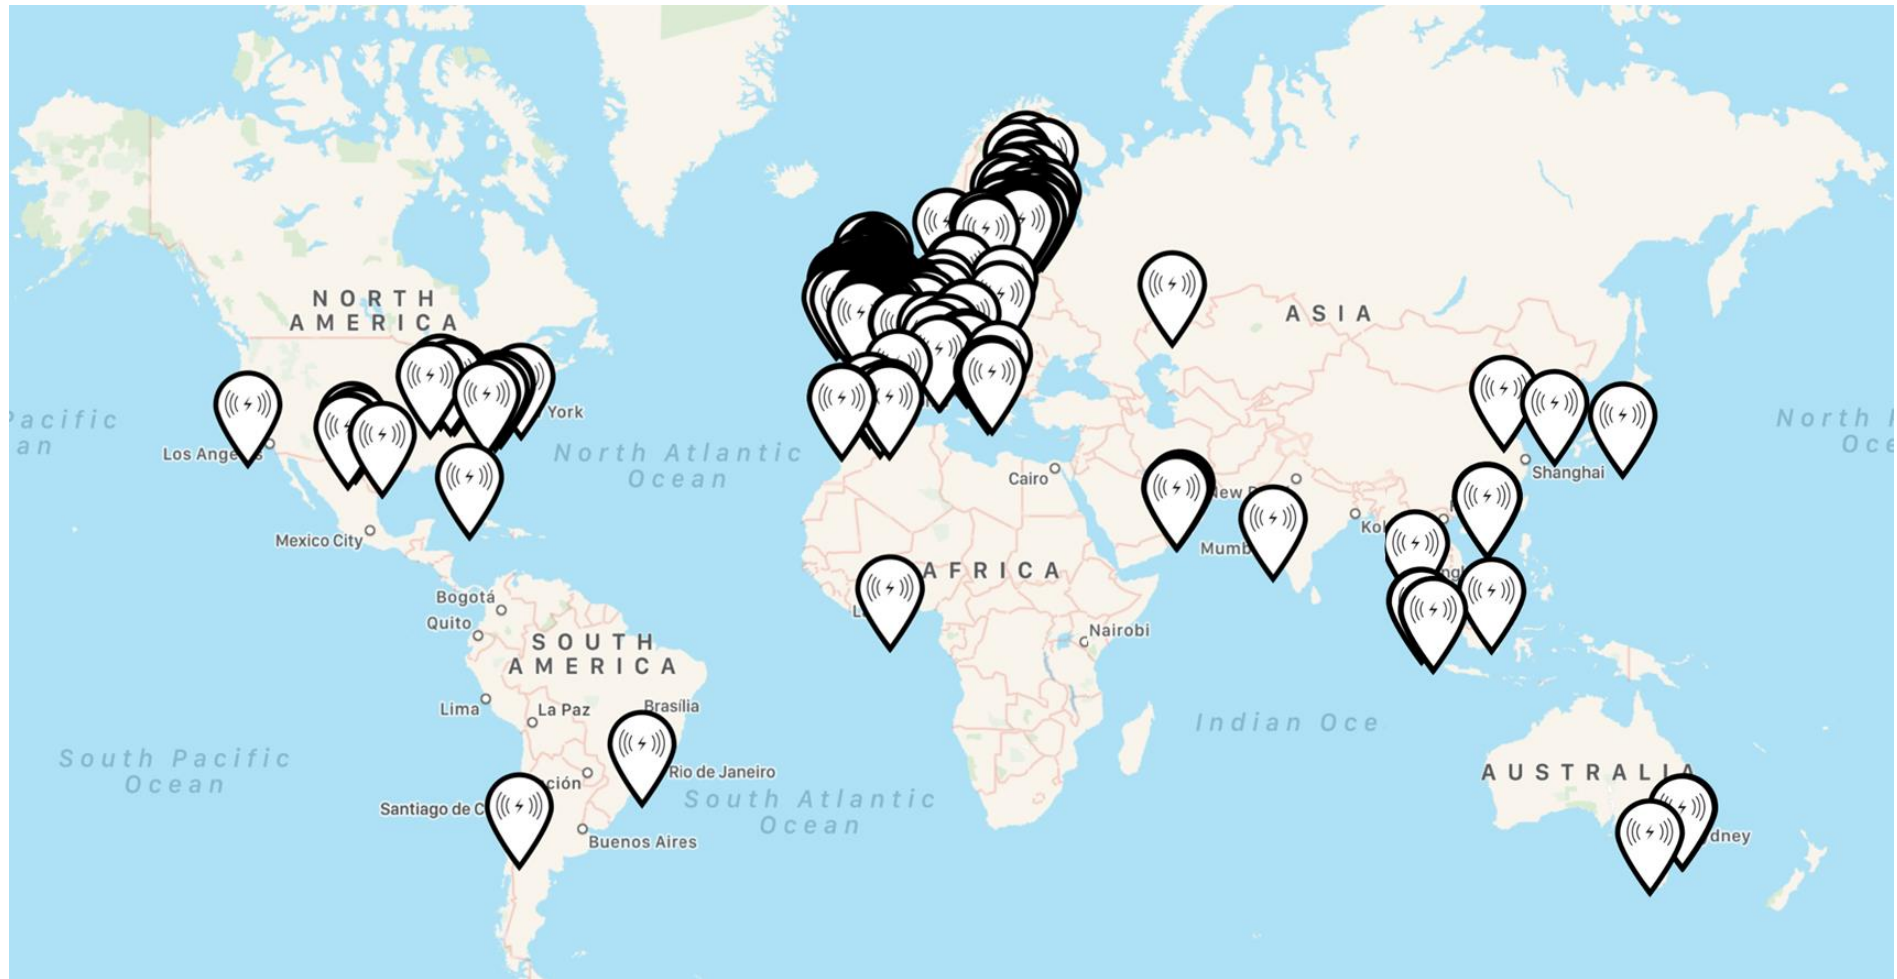 NORTH
AMERICA
ASIA
Pacific
an
York
Los Ange
North Atlantic
Ocean
North
Oce
Cairo
Shanghai
New
Mexico City
Kol
Mumb
AFRICA
Bogotá
Quito
Nairobi
SOUTH
AMERICA
Lima
La Paz
Brasília
Indian Oce
South Pacific
Ocean
Rio de Janeiro
ción
AUSTRALIA
South Atlantic
Ocean
Santiago de C
Buenos Aires
dney